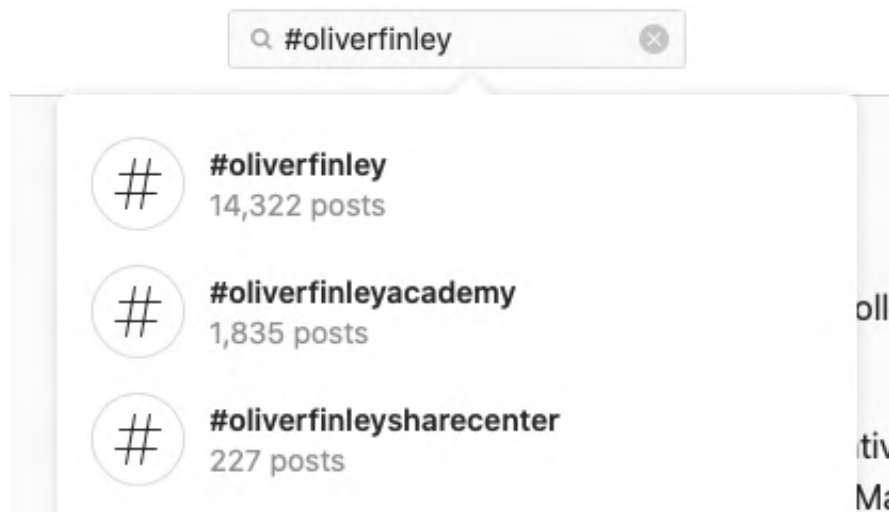 #oliverfinley
#oliverfinley
14,322 posts
#oliverfinleyacademy
1,835 posts
#oliverfinleysharecenter
227 posts